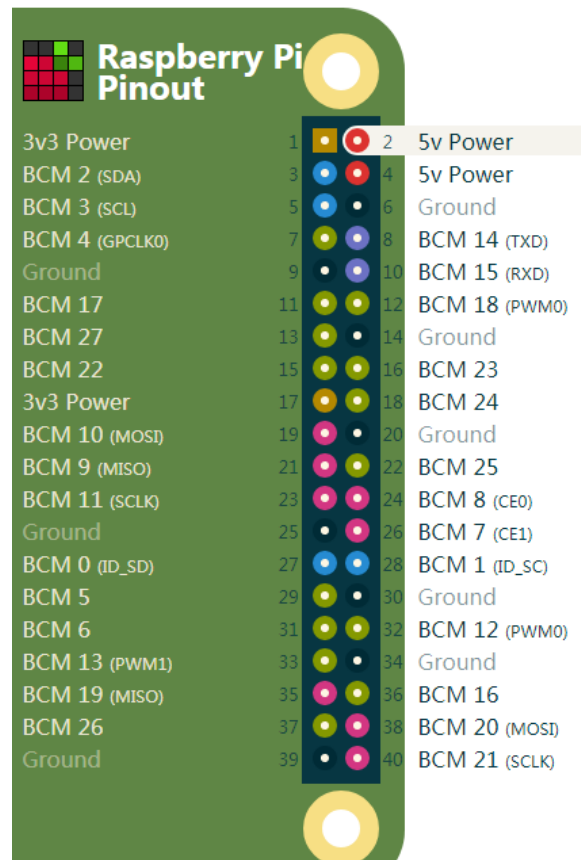 Raspberry Pi
Pinout
3v3 Power 1 2 5v Power
BCM 2 (SDA) 3 4 5v Power
BCM 3 (SCL) 5 6 Ground
BCM 4 (GPCLK0) 7 8 BCM 14 (TXD)
Ground 9 10 BCM 15 (RXD)
BCM 17 11 12 BCM 18 (PWM0)
BCM 27 13 14 Ground
BCM 22 15 16 BCM 23
3v3 Power 17 18 BCM 24
BCM 10 (MOSI) 19 20 Ground
BCM 9 (MISO) 21 22 BCM 25
BCM 11 (SCLK) 23 24 BCM 8 (CE0)
Ground 25 26 BCM 7 (CE1)
BCM 0 (ID_SD) 27 28 BCM 1 (ID_SC)
BCM 5 29 30 Ground
BCM 6 31 32 BCM 12 (PWM0)
BCM 13 (PWM1) 33 34 Ground
BCM 19 (MISO) 35 36 BCM 16
BCM 26 37 38 BCM 20 (MOSI)
Ground 39 40 BCM 21 (SCLK)